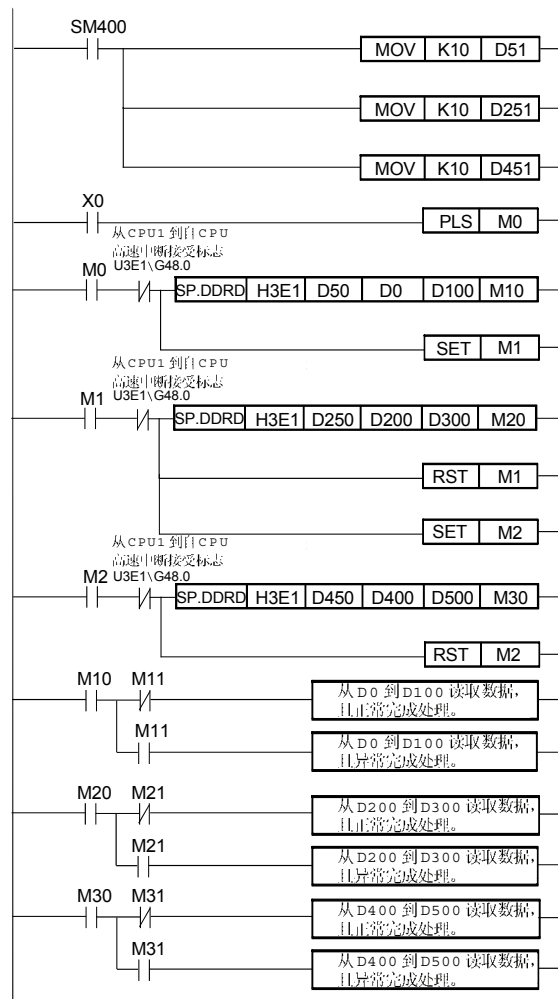 SM400
MOV K10 D51
MOV K10 D251
MOV K10 D451
X0
PLS M0
从CPU1到自CPU
高速中断接受标志
U3E1\G48.0
M0
SP.DDRD H3E1 D50 D0 D100 M10
SET M1
从CPU1到自CPU
高速中断接受标志
U3E1\G48.0
M1
SP.DDRD H3E1 D250 D200 D300 M20
RST M1
SET M2
从CPU1到自CPU
高速中断接受标志
U3E1\G48.0
M2
SP.DDRD H3E1 D450 D400 D500 M30
RST M2
M10 M11
从D0到D100读取数据,
且正常完成处理。
M11
从D0到D100读取数据,
且异常完成处理。
M20 M21
从D200到D300读取数据,
且正常完成处理。
M21
从D200到D300读取数据,
且异常完成处理。
M30 M31
从D400到D500读取数据,
且正常完成处理。
M31
从D400到D500读取数据,
且异常完成处理。